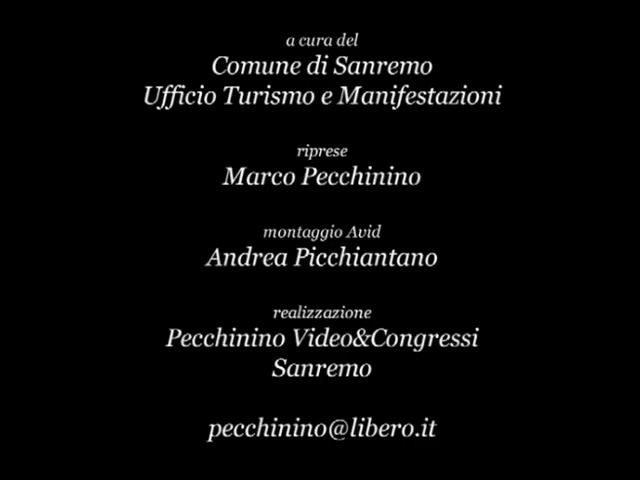 a cura del
Comune di Sanremo
Ufficio Turismo e Manifestazioni
riprese
Marco Pecchinino
montaggio Avid
Andrea Picchiantano
realizzazione
Pecchinino Video&Congressi
Sanremo
pecchinino@libero.it